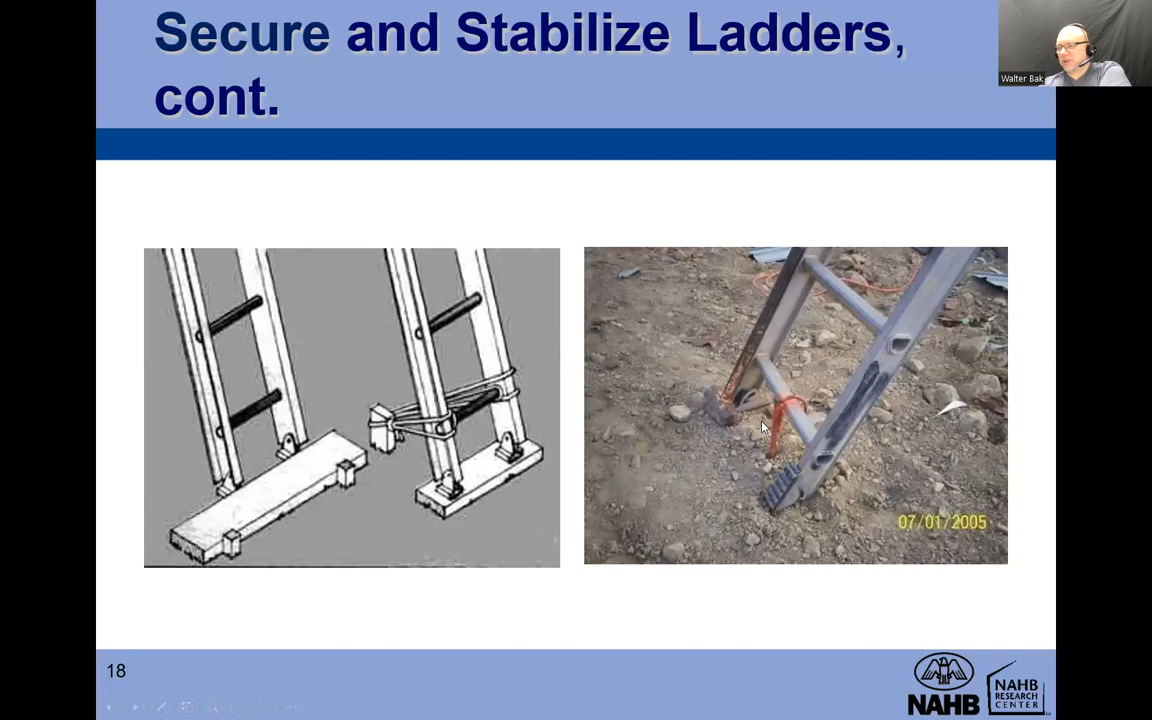 Secure and Stabilize Ladders,
cont.
Walter Bak
07/01/2005
18
NAHB
NAHB
RESEARCH
CENTER